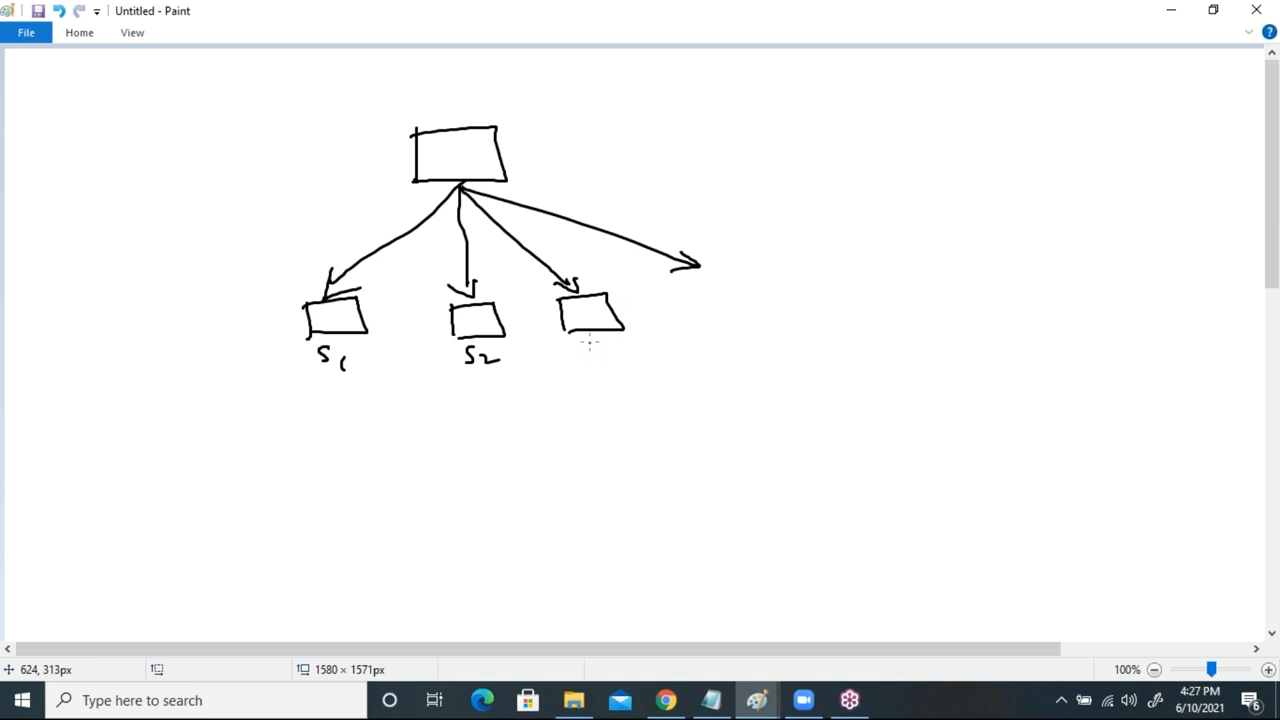 Untitled - Paint
File Home View
S1
S2
624, 313px
1580 × 1571px
100%
Type here to search
4:27 PM
6/10/2021
6